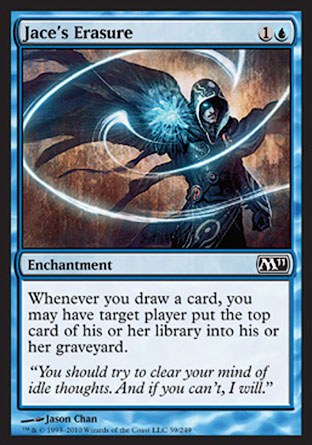 Jace's Erasure 1
Enchantment M11
Whenever you draw a card, you
may have target player put the top
card of his or her library into his or
her graveyard.
"You should try to clear your mind of
idle thoughts. And if you can't, I will."
Jason Chan
™ & © 1993–2010 Wizards of the Coast LLC 59/249